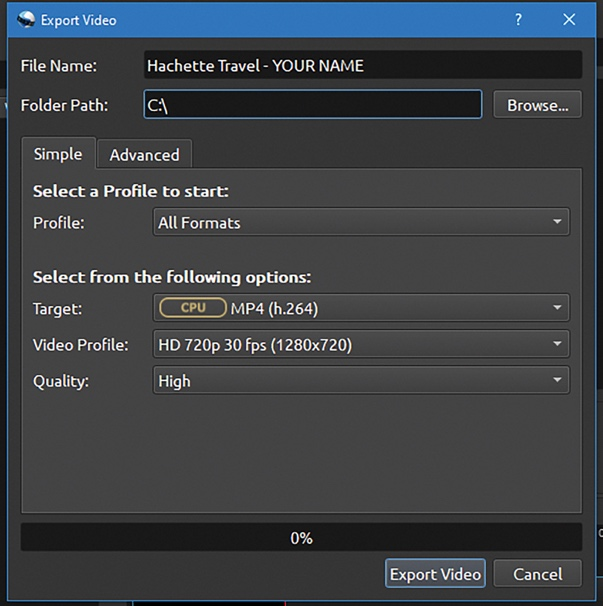 Export Video
?
File Name: Hachette Travel - YOUR NAME
Folder Path: C:\ Browse...
Simple Advanced
Select a Profile to start:
Profile: All Formats
Select from the following options:
Target: CPU MP4 (h.264)
Video Profile: HD 720p 30 fps (1280x720)
Quality: High
0%
Export Video Cancel